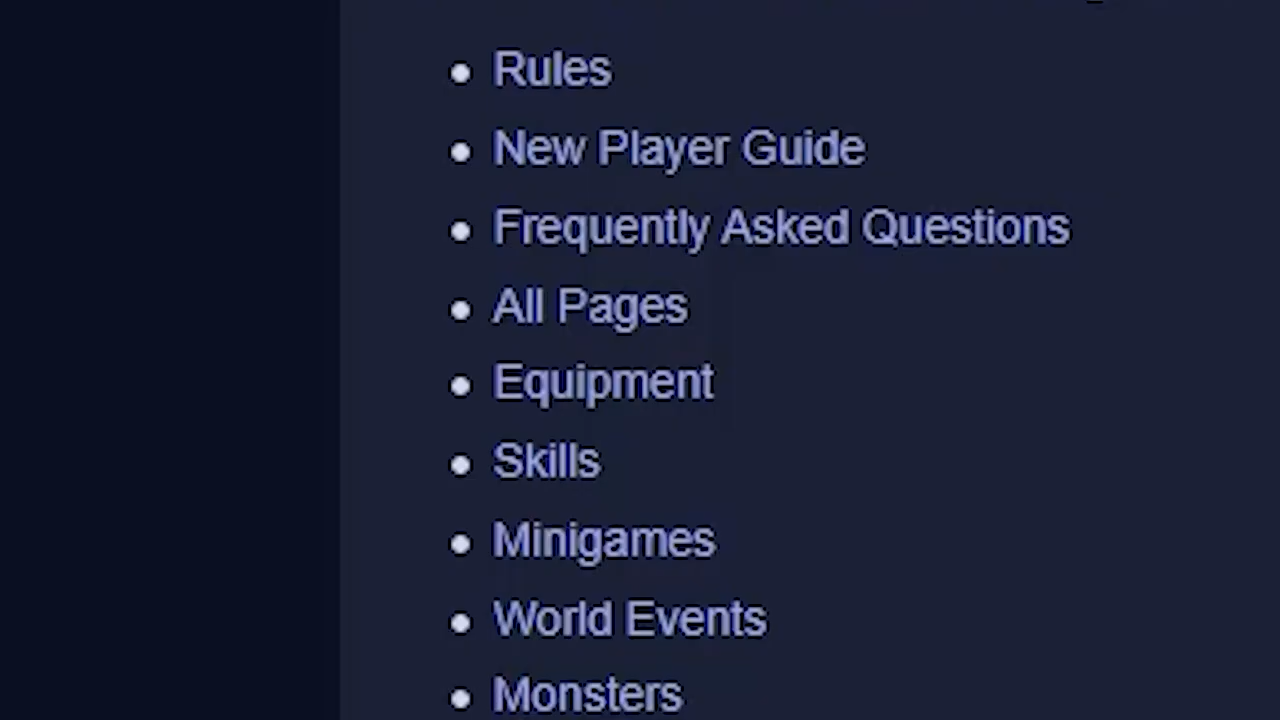 Rules
New Player Guide
Frequently Asked Questions
All Pages
Equipment
Skills
Minigames
World Events
Monsters